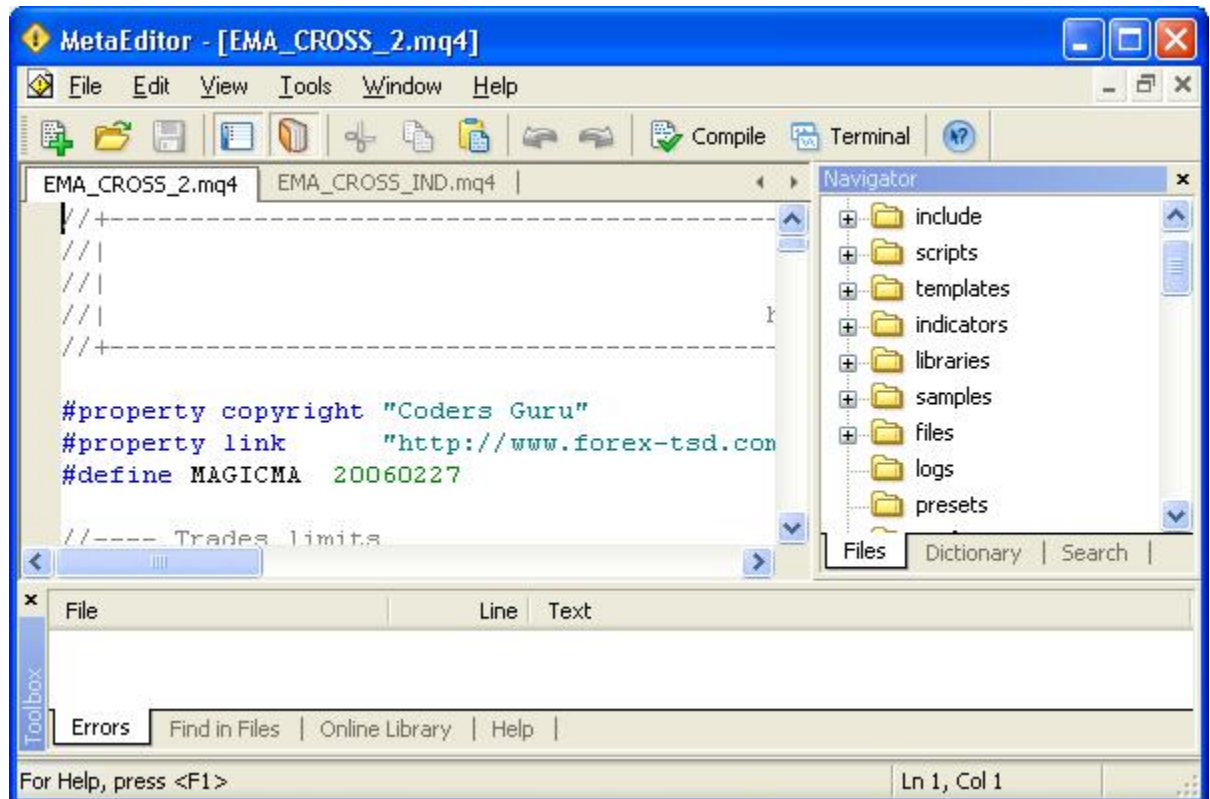 MetaEditor - [EMA_CROSS_2.mq4]
File Edit View Tools Window Help
Compile Terminal
EMA_CROSS_2.mq4 EMA_CROSS_IND.mq4 |
//+-----------------------------------------
//|
//|
//|
//+-----------------------------------------
#property copyright "Coders Guru"
#property link "http://www.forex-tsd.com
#define MAGICMA 20060227
//---- Trades limits
Navigator
include
scripts
templates
indicators
libraries
samples
files
logs
presets
Files Dictionary | Search |
File Line Text
Toolbox
Errors Find in Files | Online Library | Help |
For Help, press <F1> Ln 1, Col 1